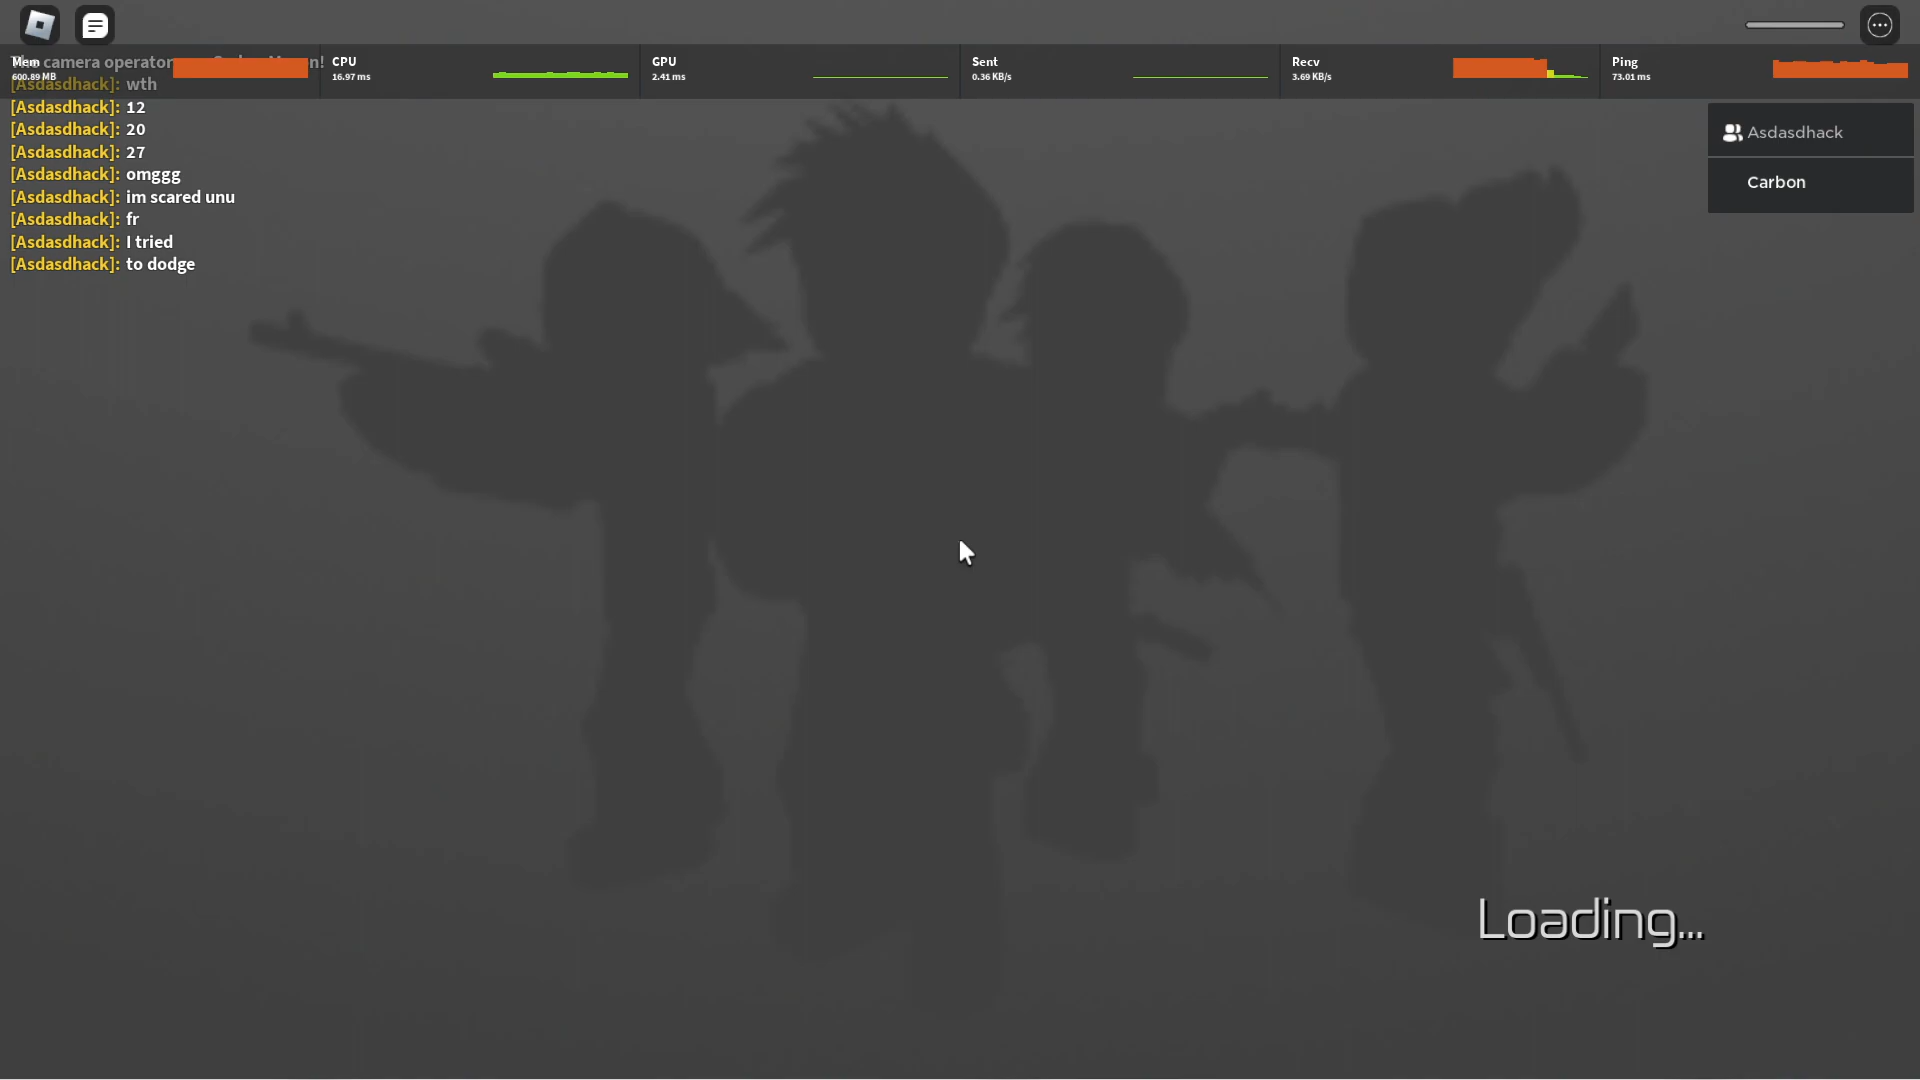 Mem
600.89 MB
CPU
16.97 ms
GPU
2.41 ms
Sent
0.36 KB/s
Recv
3.69 KB/s
Ping
73.01 ms
camera operator
[Asdasdhack]: wth
[Asdasdhack]: 12
[Asdasdhack]: 20
[Asdasdhack]: 27
[Asdasdhack]: omggg
[Asdasdhack]: im scared unu
[Asdasdhack]: fr
[Asdasdhack]: I tried
[Asdasdhack]: to dodge
Asdasdhack
Carbon
Loading...